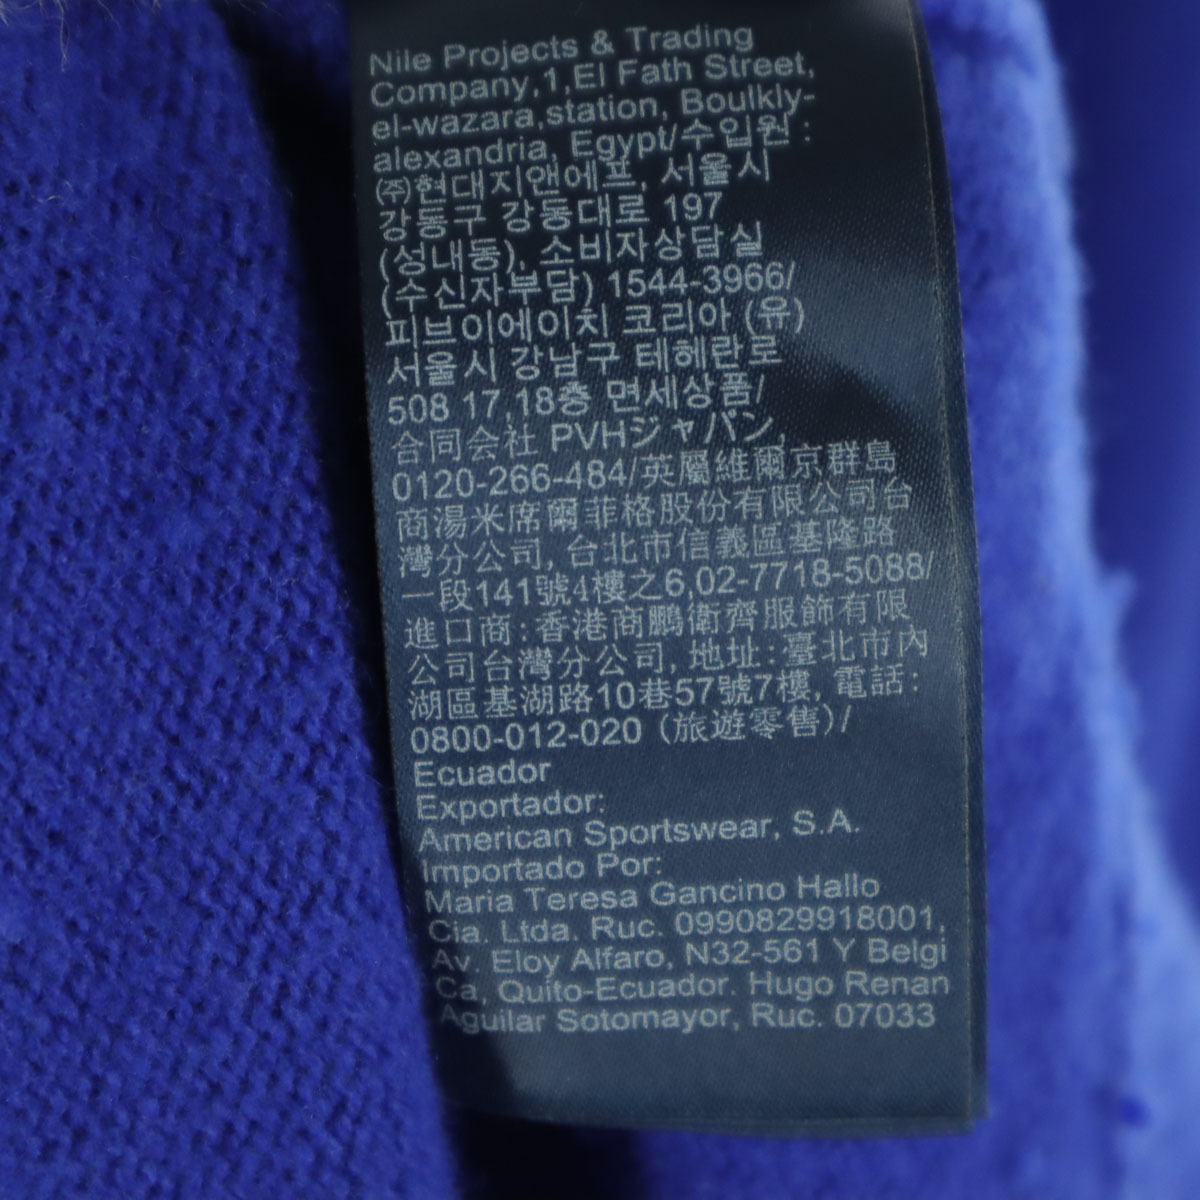 Nile Projects & Trading
Company,1,El Fath Street,
el-wazara,station, Boulkly-
alexandria, Egypt/수입원 :
㈜현대지앤에프, 서울시
강동구 강동대로 197
(성내동), 소비자상담실
(수신자부담) 1544-3966/
피브이에이치 코리아 (유)
서울시 강남구 테헤란로
508 17,18층 면세상품/
合同会社 PVHジャパン,
0120-266-484/英屬維爾京群島
商湯米席爾菲格股份有限公司台
灣分公司, 台北市信義區基隆路
一段141號4樓之6,02-7718-5088/
進口商:香港商鵬衛齊服飾有限
公司台灣分公司, 地址:臺北市內
湖區基湖路10巷57號7樓, 電話:
0800-012-020 (旅遊零售)/
Ecuador
Exportador:
American Sportswear, S.A.
Importado Por:
Maria Teresa Gancino Hallo
Cia. Ltda. Ruc. 0990829918001,
Av. Eloy Alfaro, N32-561 Y Belgi
Ca, Quito-Ecuador. Hugo Renan
Aguilar Sotomayor, Ruc. 07033